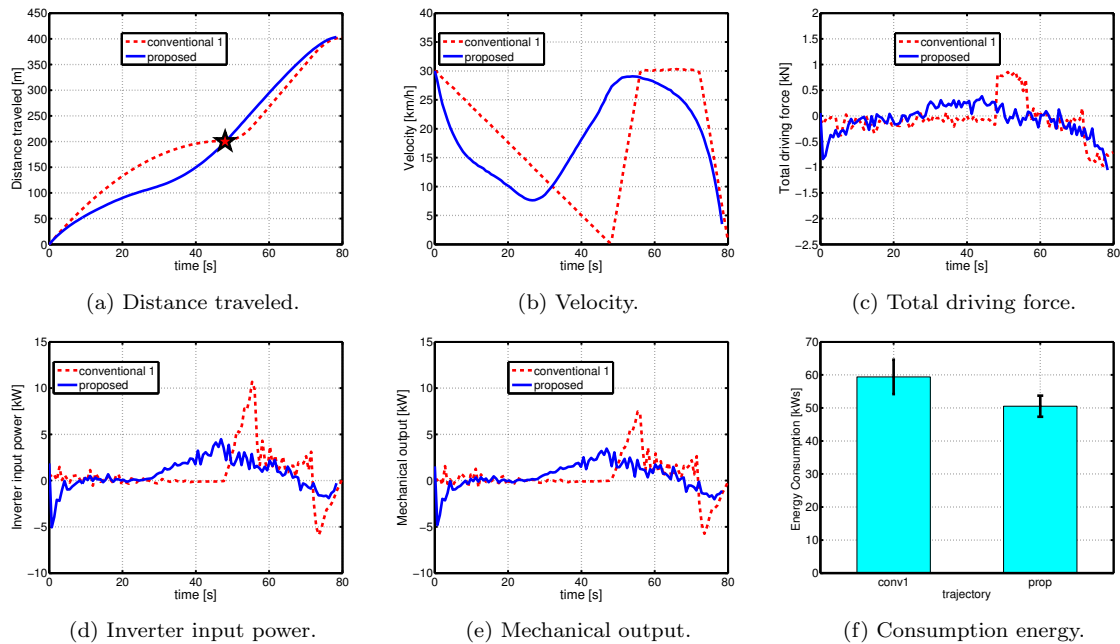 450
400
350
300
250
200
150
100
50
0
0 20 40 60 80
Distance traveled [m]
time [s]
conventional 1
proposed
(a) Distance traveled.
40
35
30
25
20
15
10
5
0
0 20 40 60 80
Velocity [km/h]
time [s]
conventional 1
proposed
(b) Velocity.
2
1.5
1
0.5
0
−0.5
−1
−1.5
−2
−2.5
0 20 40 60 80
Total driving force [kN]
time [s]
conventional 1
proposed
(c) Total driving force.
15
10
5
0
−5
−10
0 20 40 60 80
Inverter input power [kW]
time [s]
conventional 1
proposed
(d) Inverter input power.
15
10
5
0
−5
−10
0 20 40 60 80
Mechanical output [kW]
time [s]
conventional 1
proposed
(e) Mechanical output.
70
60
50
40
30
20
10
0
conv1 prop
Energy Consumption [kWs]
trajectory
(f) Consumption energy.